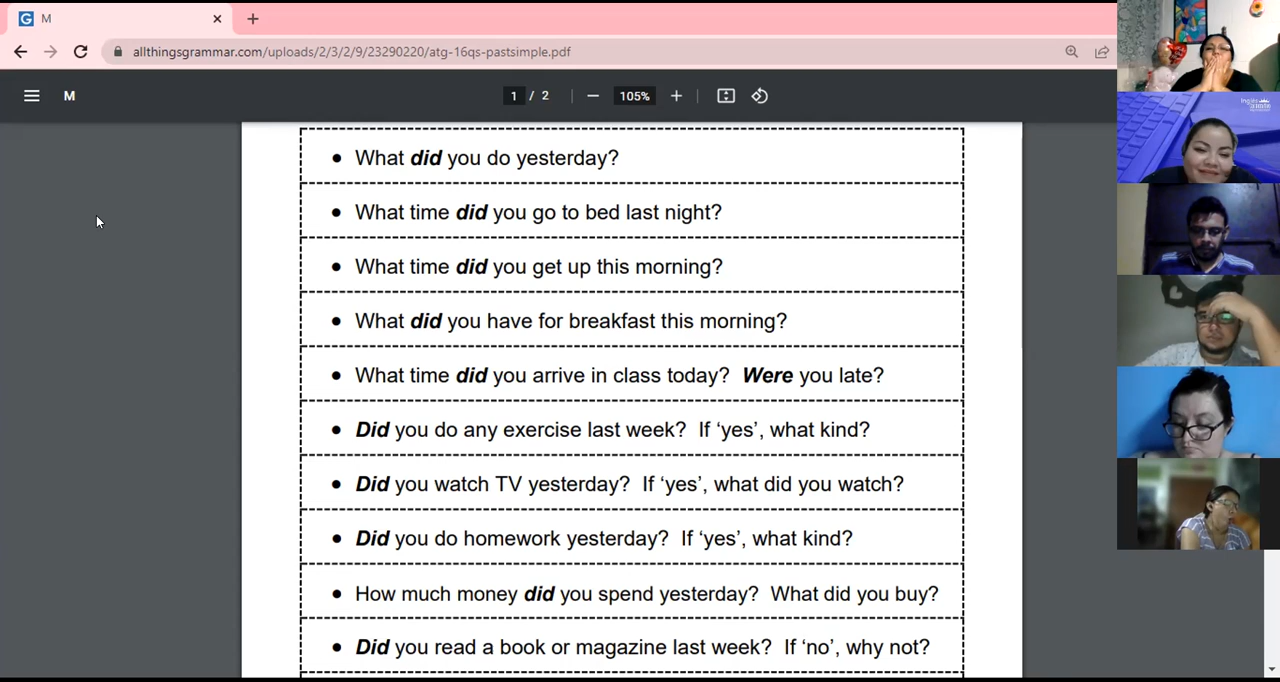 M
allthingsgrammar.com/uploads/2/3/2/9/23290220/atg-16qs-pastsimple.pdf
M 1 / 2 105%
• What did you do yesterday?
• What time did you go to bed last night?
• What time did you get up this morning?
• What did you have for breakfast this morning?
• What time did you arrive in class today? Were you late?
• Did you do any exercise last week? If ‘yes’, what kind?
• Did you watch TV yesterday? If ‘yes’, what did you watch?
• Did you do homework yesterday? If ‘yes’, what kind?
• How much money did you spend yesterday? What did you buy?
• Did you read a book or magazine last week? If ‘no’, why not?